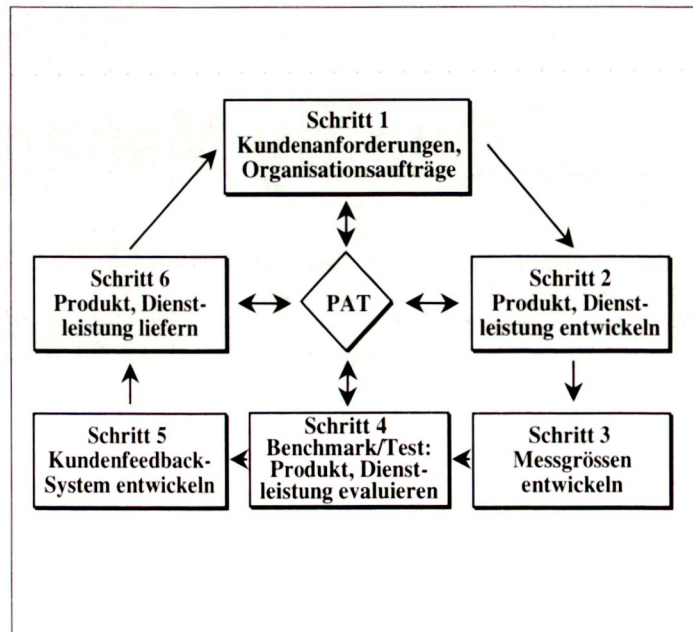 Schritt 1
Kundenanforderungen,
Organisationsaufträge
Schritt 2
Produkt, Dienst-
leistung entwickeln
Schritt 3
Messgrössen
entwickeln
Schritt 4
Benchmark/Test:
Produkt, Dienst-
leistung evaluieren
Schritt 5
Kundenfeedback-
System entwickeln
Schritt 6
Produkt, Dienst-
leistung liefern
PAT